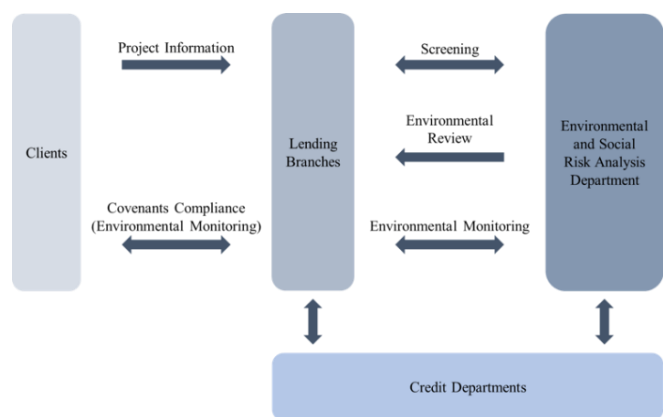 Project Information
Screening
Clients
Lending
Branches
Environmental
Review
Environmental
and Social
Risk Analysis
Department
Covenants Compliance
(Environmental Monitoring)
Environmental Monitoring
Credit Departments